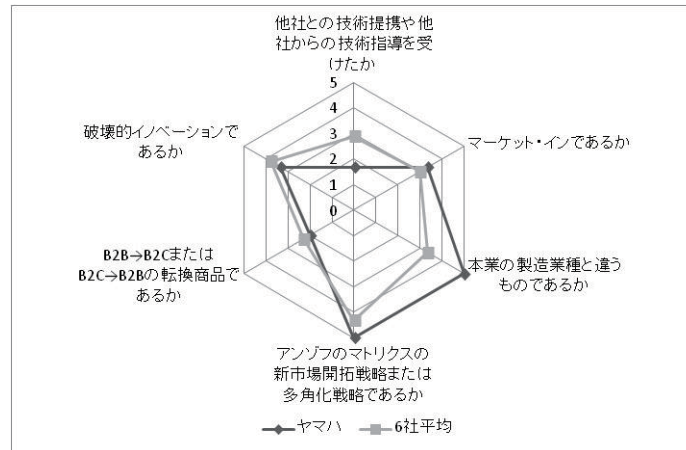 他社との技術提携や他
社からの技術指導を受
けたか
5
4
3
2
1
0
マーケット・インであるか
本業の製造業種と違う
ものであるか
アンゾフのマトリクスの
新市場開拓戦略または
多角化戦略であるか
B2B→B2Cまたは
B2C→B2Bの転換商品で
あるか
破壊的イノベーションで
あるか
ヤマハ
6社平均